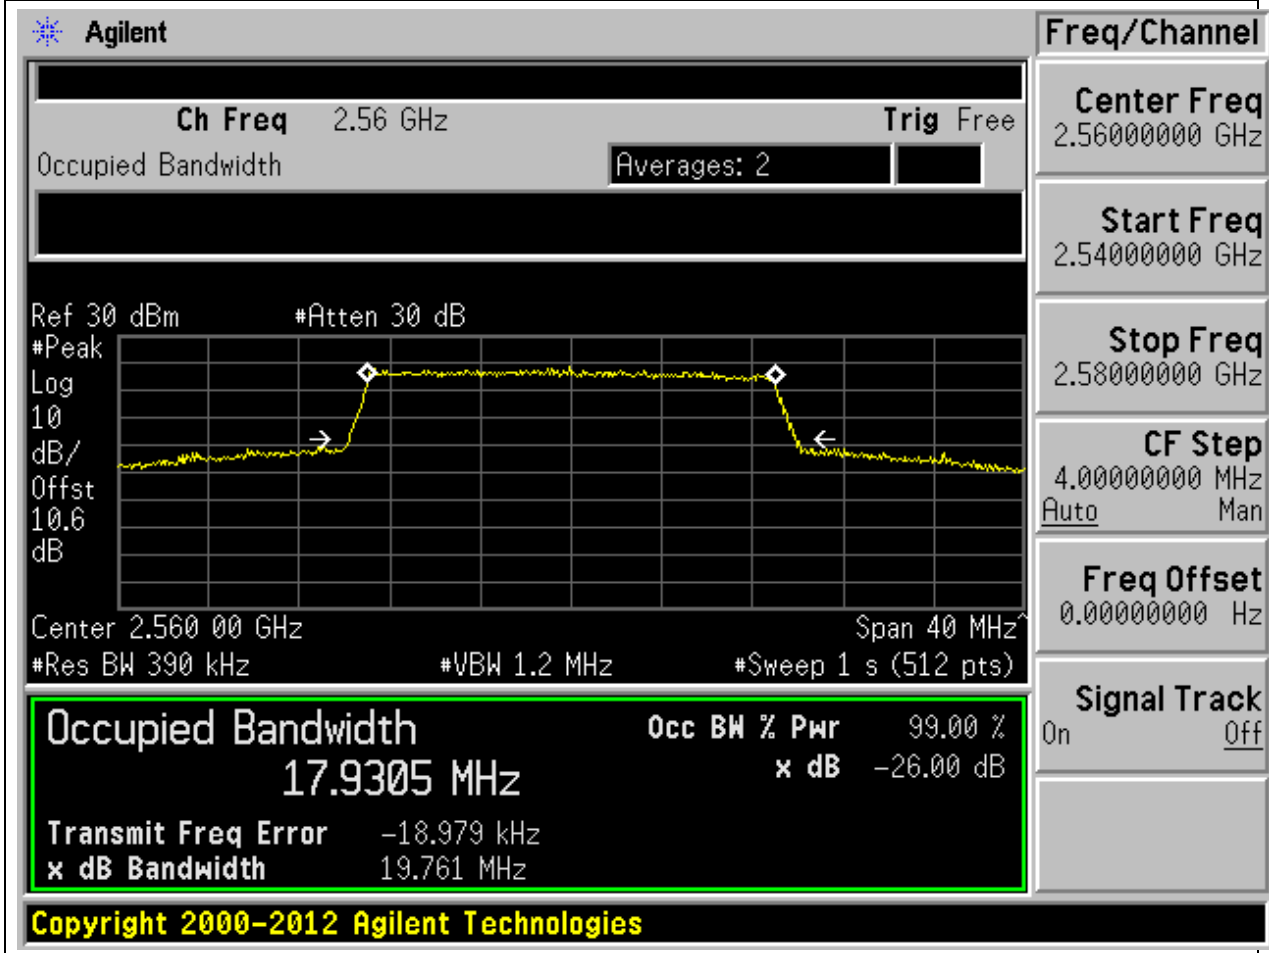 Agilent
Freq/Channel
Ch Freq 2.56 GHz Trig Free
Occupied Bandwidth Averages: 2
Center Freq
2.56000000 GHz
Start Freq
2.54000000 GHz
Stop Freq
2.58000000 GHz
CF Step
4.00000000 MHz
Auto Man
Freq Offset
0.00000000 Hz
Signal Track
On Off
Ref 30 dBm #Atten 30 dB
#Peak
Log
10
dB/
Offst
10.6
dB
Center 2.560 00 GHz Span 40 MHz^
#Res BW 390 kHz #VBW 1.2 MHz #Sweep 1 s (512 pts)
Occupied Bandwidth Occ BW % Pwr 99.00 %
17.9305 MHz x dB -26.00 dB
Transmit Freq Error -18.979 kHz
x dB Bandwidth 19.761 MHz
Copyright 2000-2012 Agilent Technologies